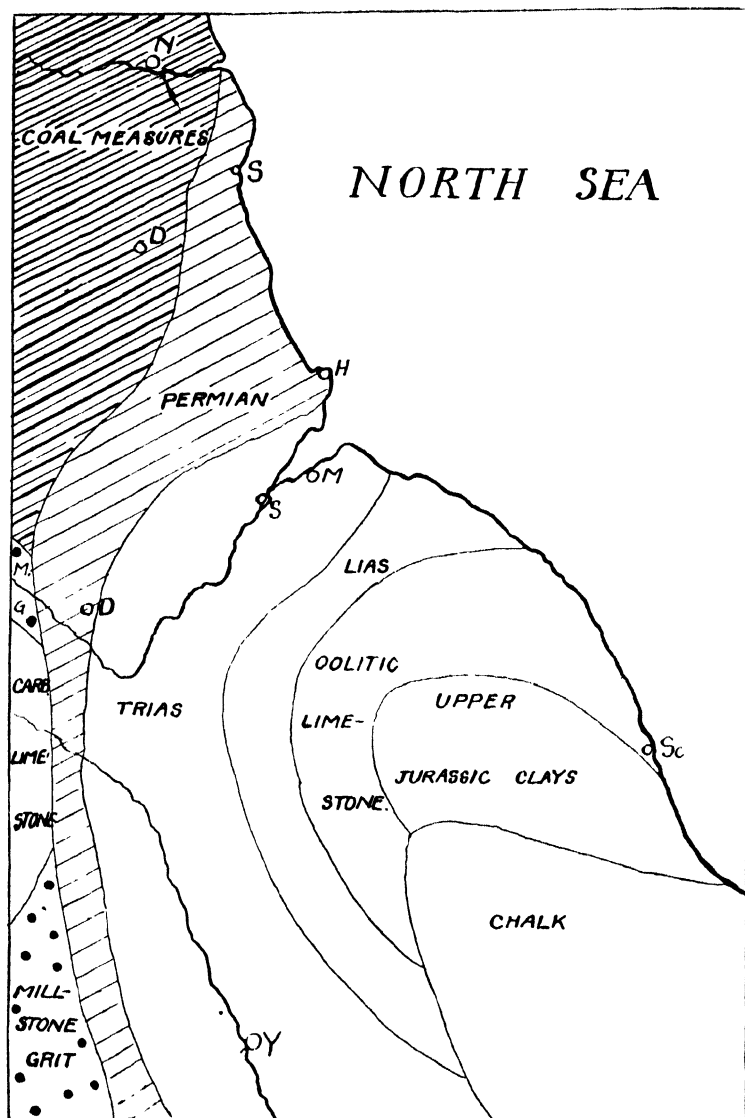 N
COAL MEASURES
S
NORTH SEA
D
H
PERMIAN
M
S
M.
LIAS
G
D
OOLITIC
CARB.
UPPER
TRIAS
LIME-
Sc
LIME-
JURASSIC CLAYS
STONE.
STONE
CHALK
MILL-
STONE
GRIT
Y